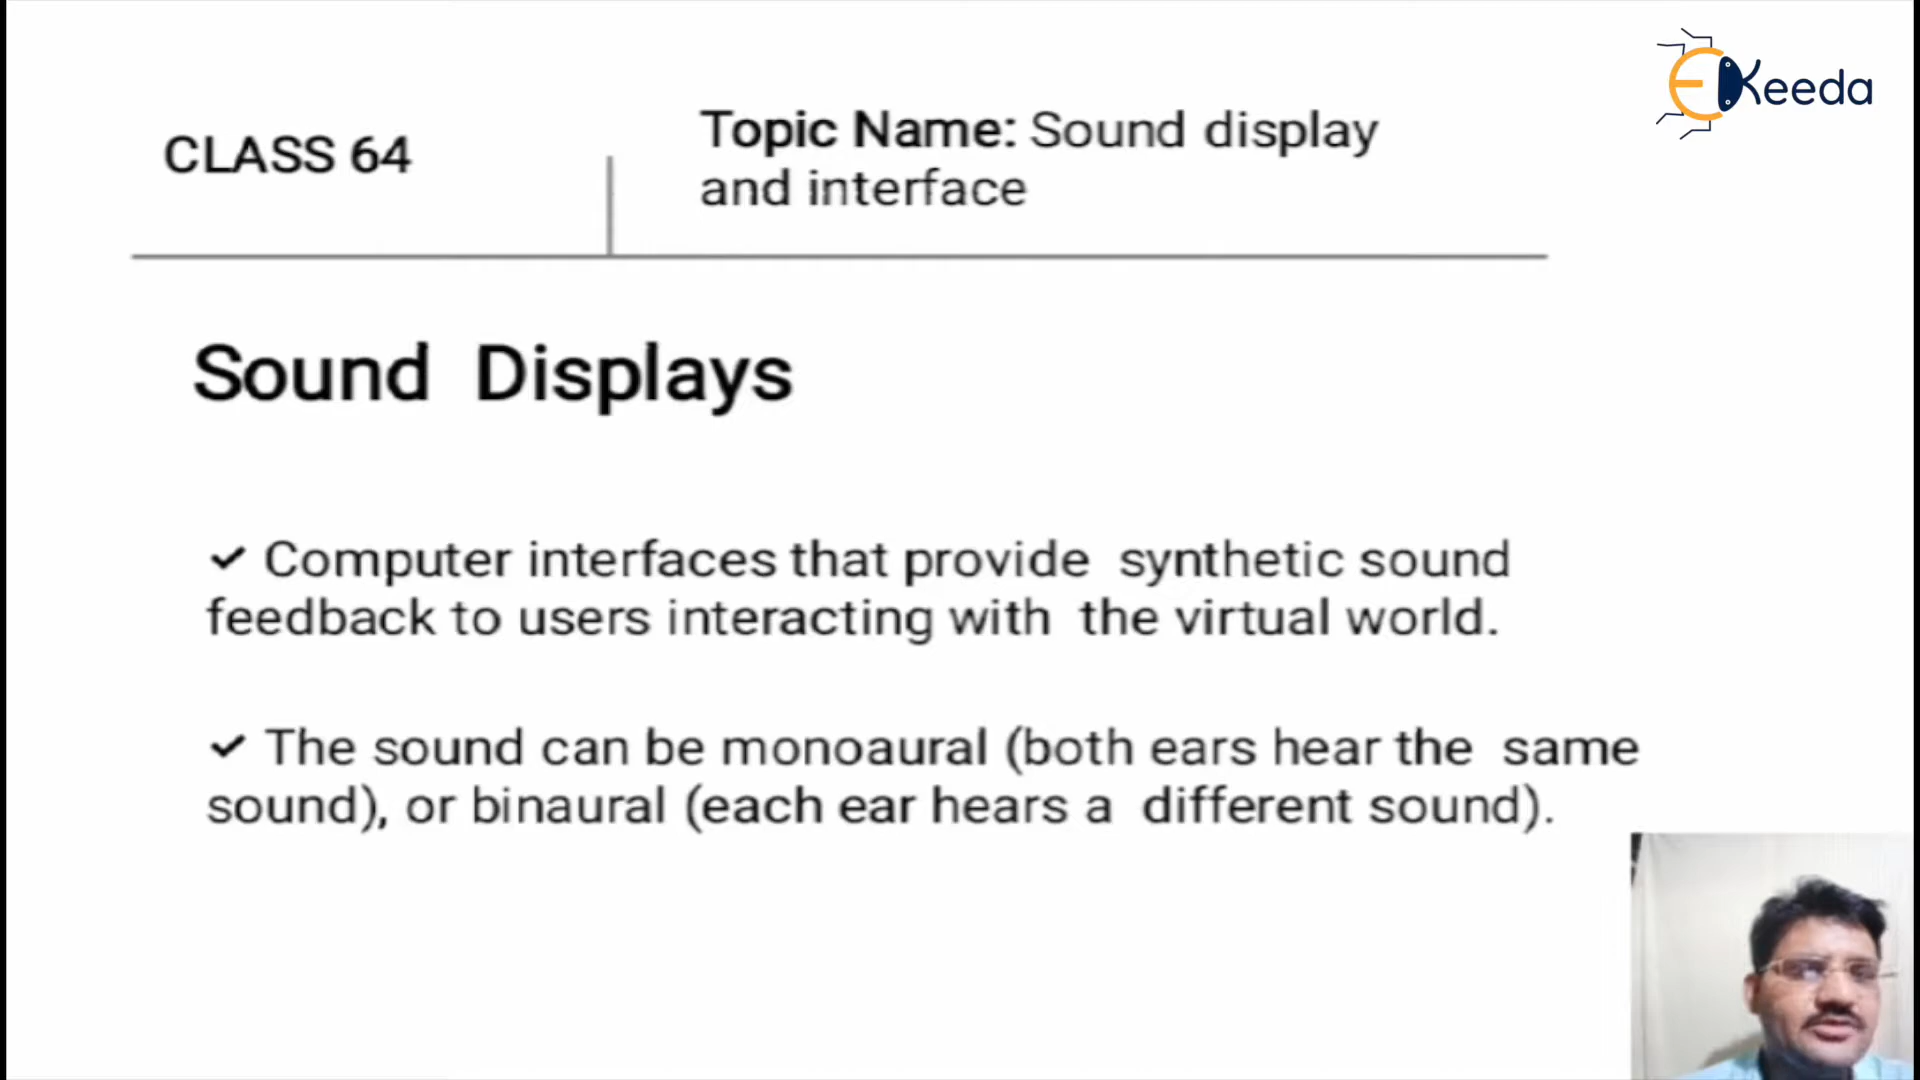 EKeeda
CLASS 64
Topic Name: Sound display
and interface
Sound Displays
✔ Computer interfaces that provide synthetic sound
feedback to users interacting with the virtual world.
✔ The sound can be monoaural (both ears hear the same
sound), or binaural (each ear hears a different sound).